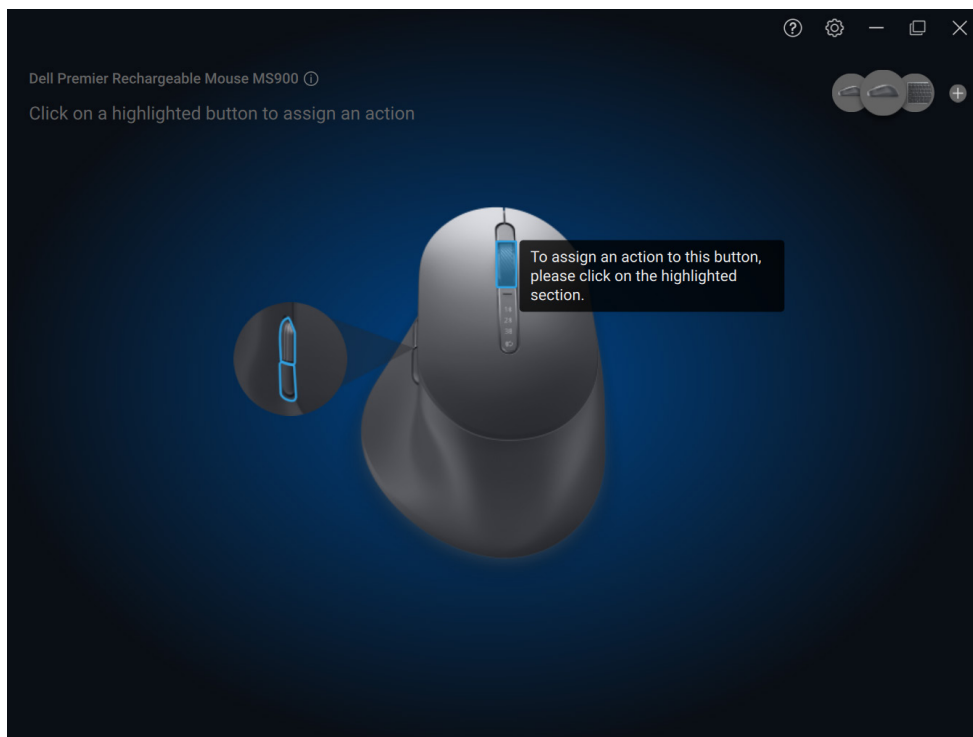 Dell Premier Rechargeable Mouse MS900
Click on a highlighted button to assign an action
To assign an action to this button,
please click on the highlighted
section.